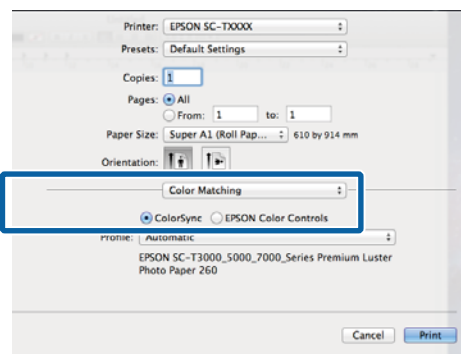 Printer: EPSON SC-TXXXX
Presets: Default Settings
Copies: 1
Pages: All
From: 1 to: 1
Paper Size: Super A1 (Roll Pap... 610 by 914 mm
Orientation:
Color Matching
ColorSync EPSON Color Controls
Profile: Automatic
EPSON SC-T3000_5000_7000_Series Premium Luster
Photo Paper 260
Cancel Print